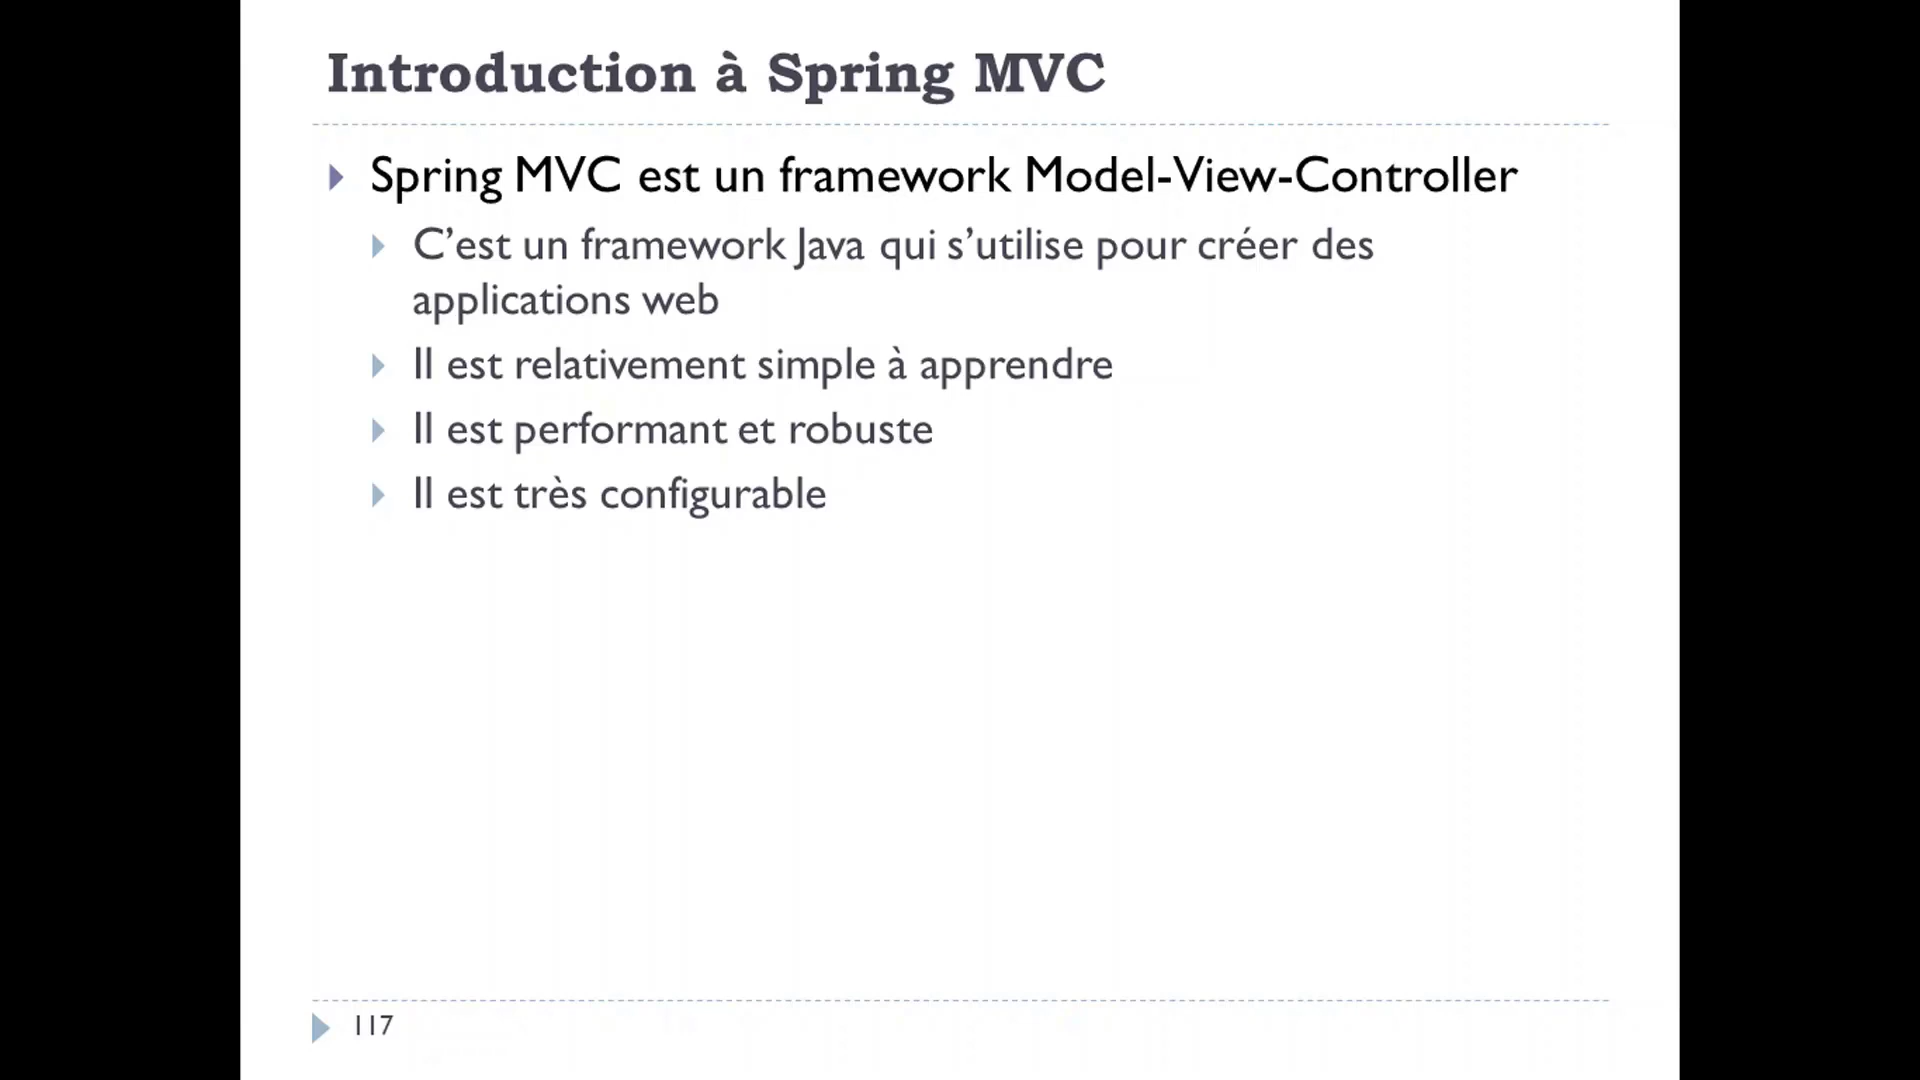 Introduction à Spring MVC
Spring MVC est un framework Model-View-Controller
C’est un framework Java qui s’utilise pour créer des
applications web
Il est relativement simple à apprendre
Il est performant et robuste
Il est très configurable
117